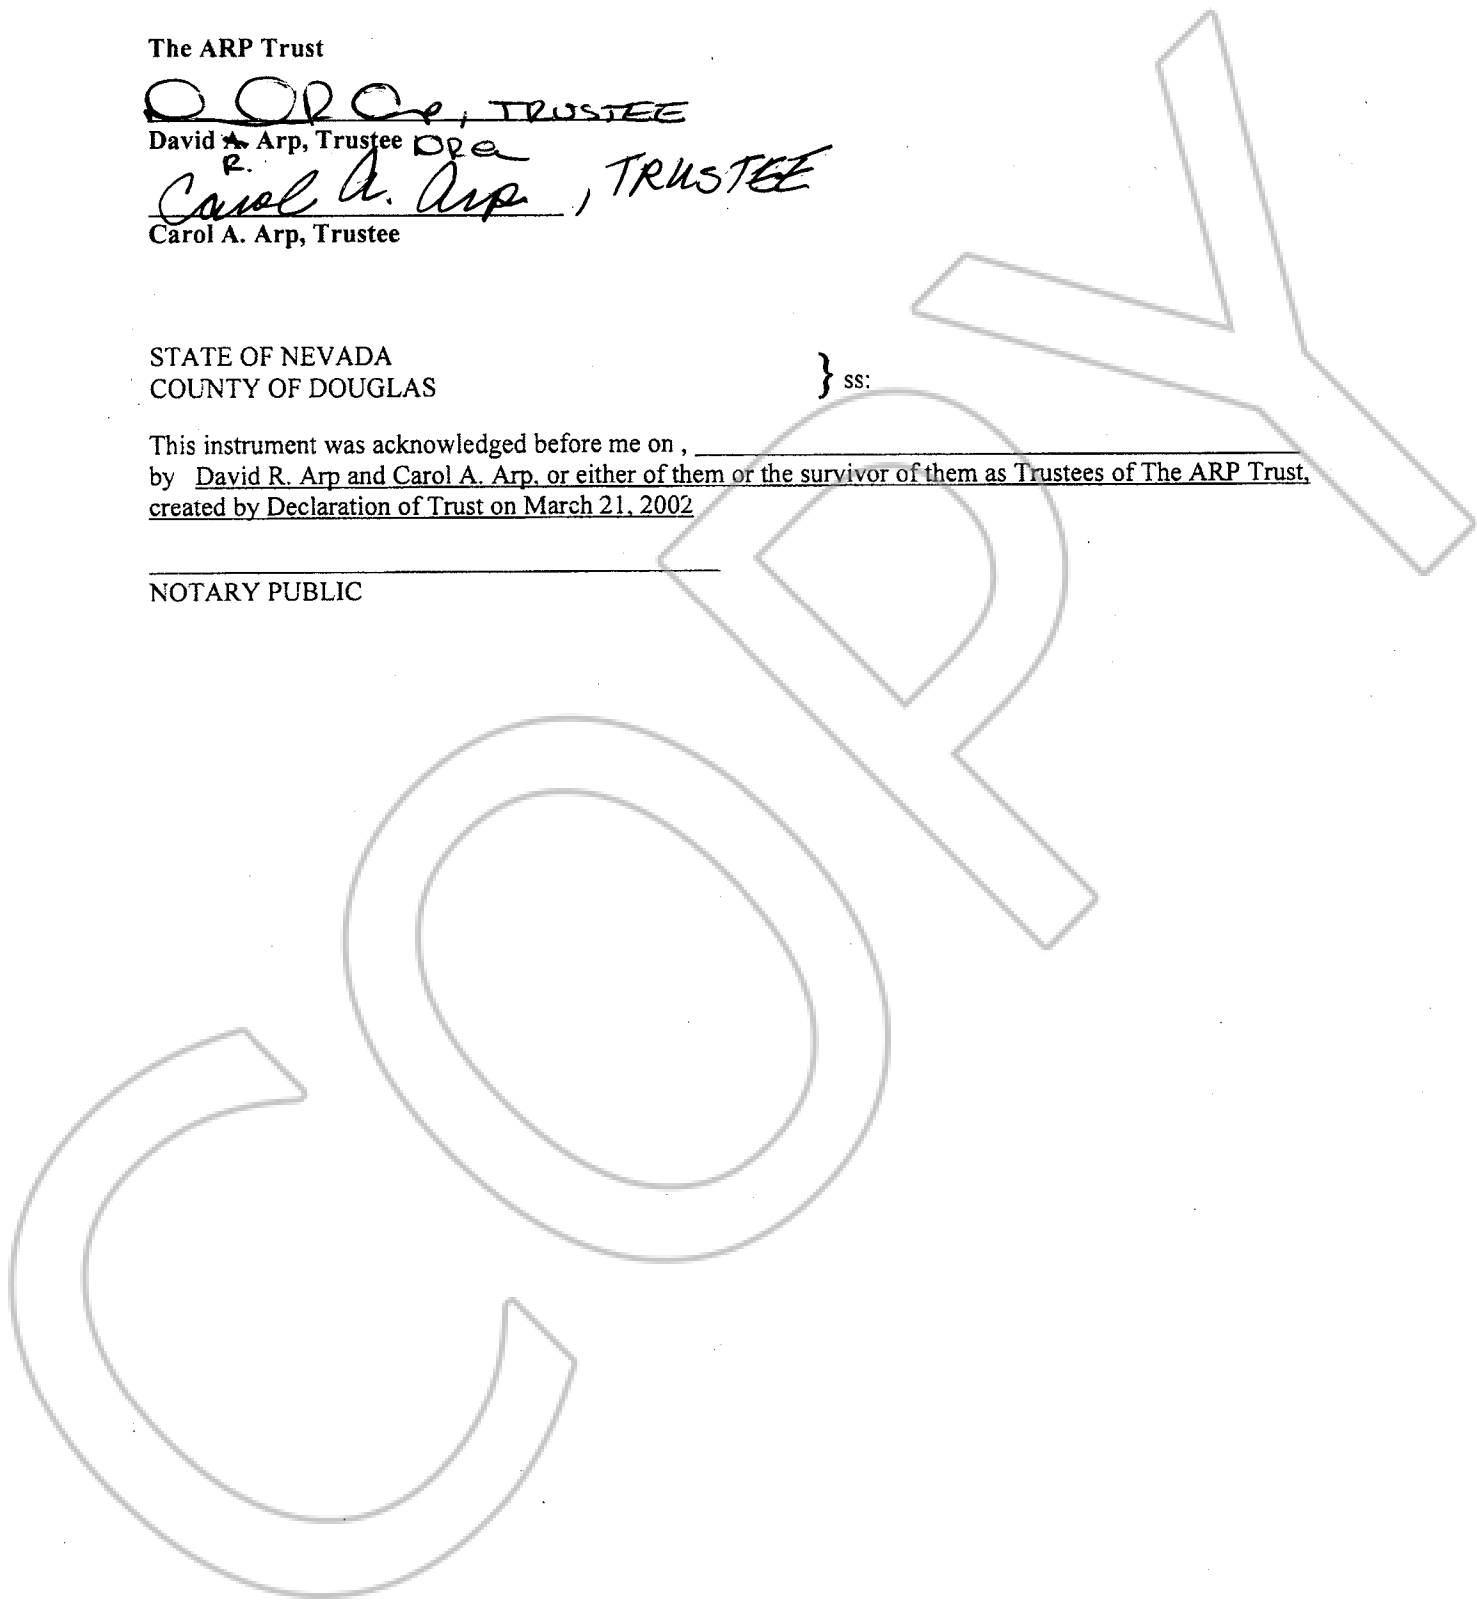 The ARP Trust
D R Arp, TRUSTEE
David A. Arp, Trustee DRA
R.
Carol A. Arp, TRUSTEE
Carol A. Arp, Trustee
STATE OF NEVADA
COUNTY OF DOUGLAS
} ss:
This instrument was acknowledged before me on ,
by David R. Arp and Carol A. Arp, or either of them or the survivor of them as Trustees of The ARP Trust,
created by Declaration of Trust on March 21, 2002
NOTARY PUBLIC
COPY